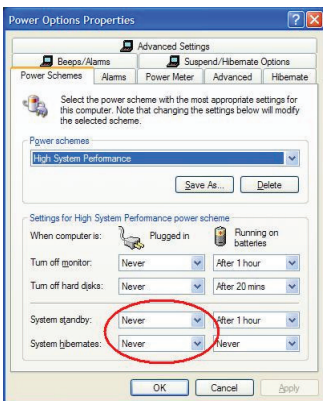 Power Options Properties
Advanced Settings
Beeps/Alarms Suspend/Hibernate Options
Power Schemes Alarms Power Meter Advanced Hibernate
Select the power scheme with the most appropriate settings for
this computer. Note that changing the settings below will modify
the selected scheme.
Power schemes
High System Performance
Save As... Delete
Settings for High System Performance power scheme
When computer is: Plugged in Running on
batteries
Turn off monitor: Never After 1 hour
Turn off hard disks: Never After 20 mins
System standby: Never After 1 hour
System hibernates: Never Never
OK Cancel Apply